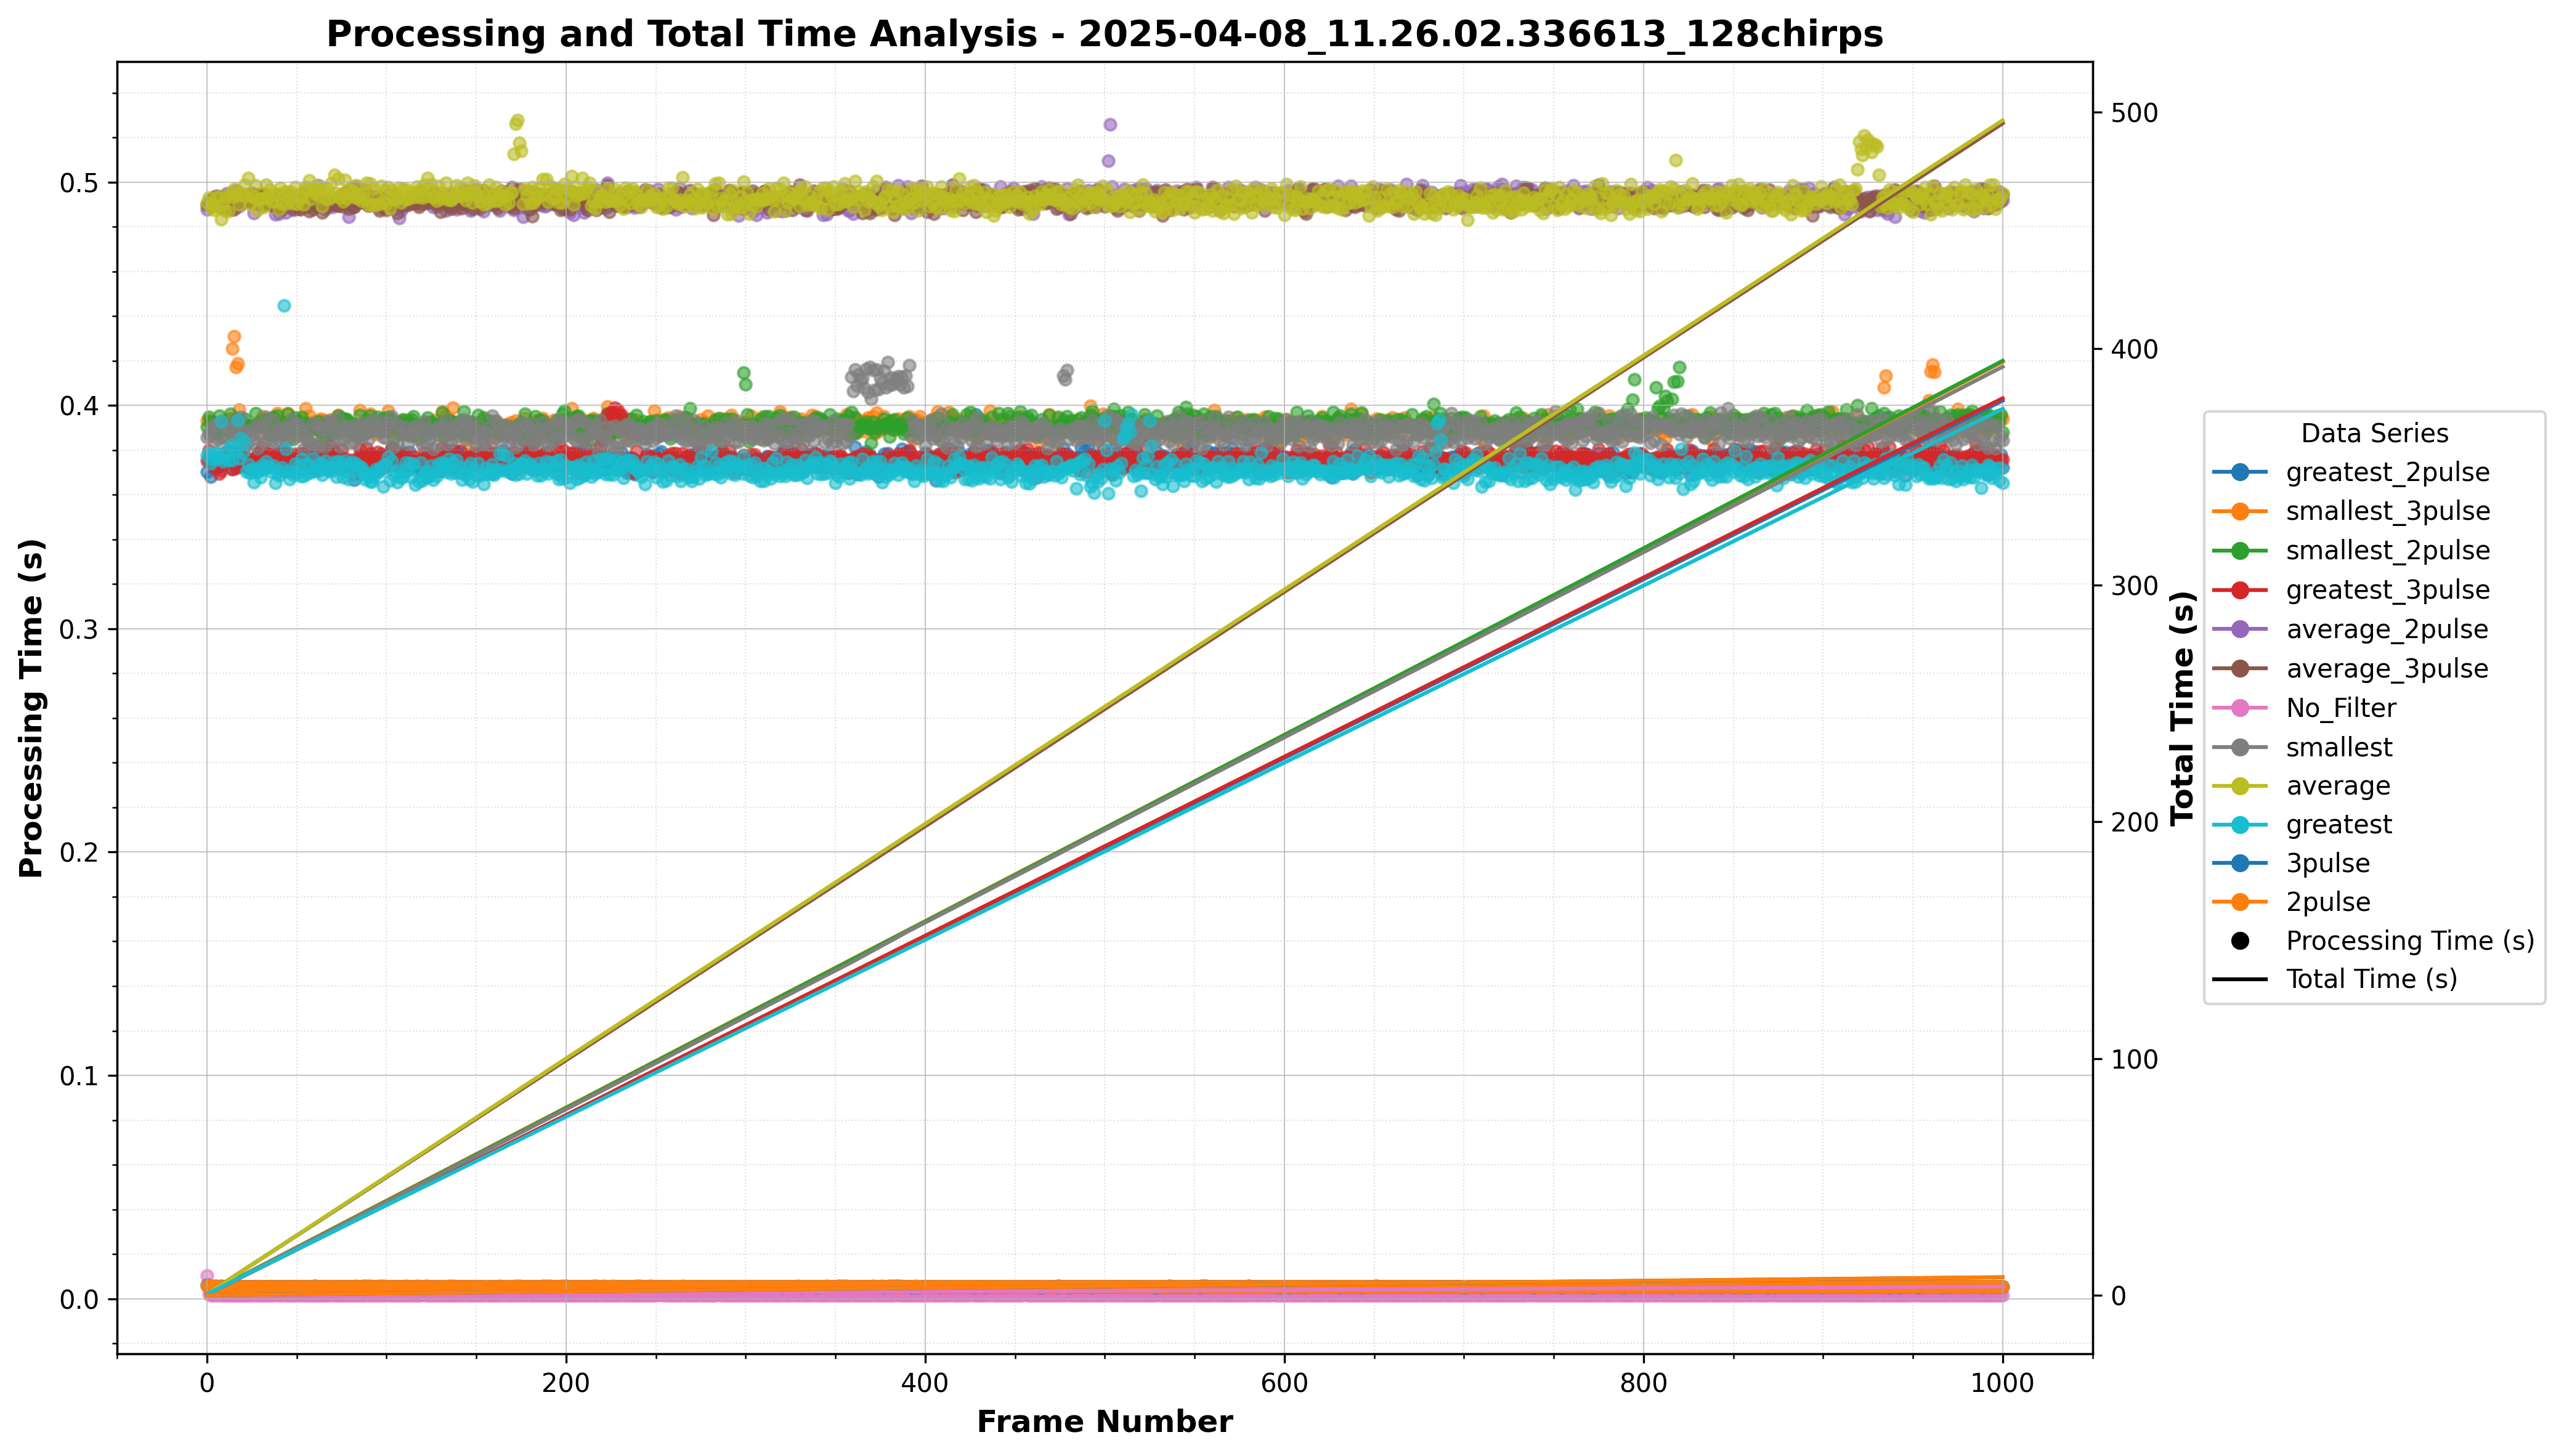 Processing and Total Time Analysis - 2025-04-08_11.26.02.336613_128chirps
Processing Time (s)
0.5
0.4
0.3
0.2
0.1
0.0
0
200
400
600
800
1000
Frame Number
500
400
300
200
100
0
Total Time (s)
Data Series
greatest_2pulse
smallest_3pulse
smallest_2pulse
greatest_3pulse
average_2pulse
average_3pulse
No_Filter
smallest
average
greatest
3pulse
2pulse
Processing Time (s)
Total Time (s)